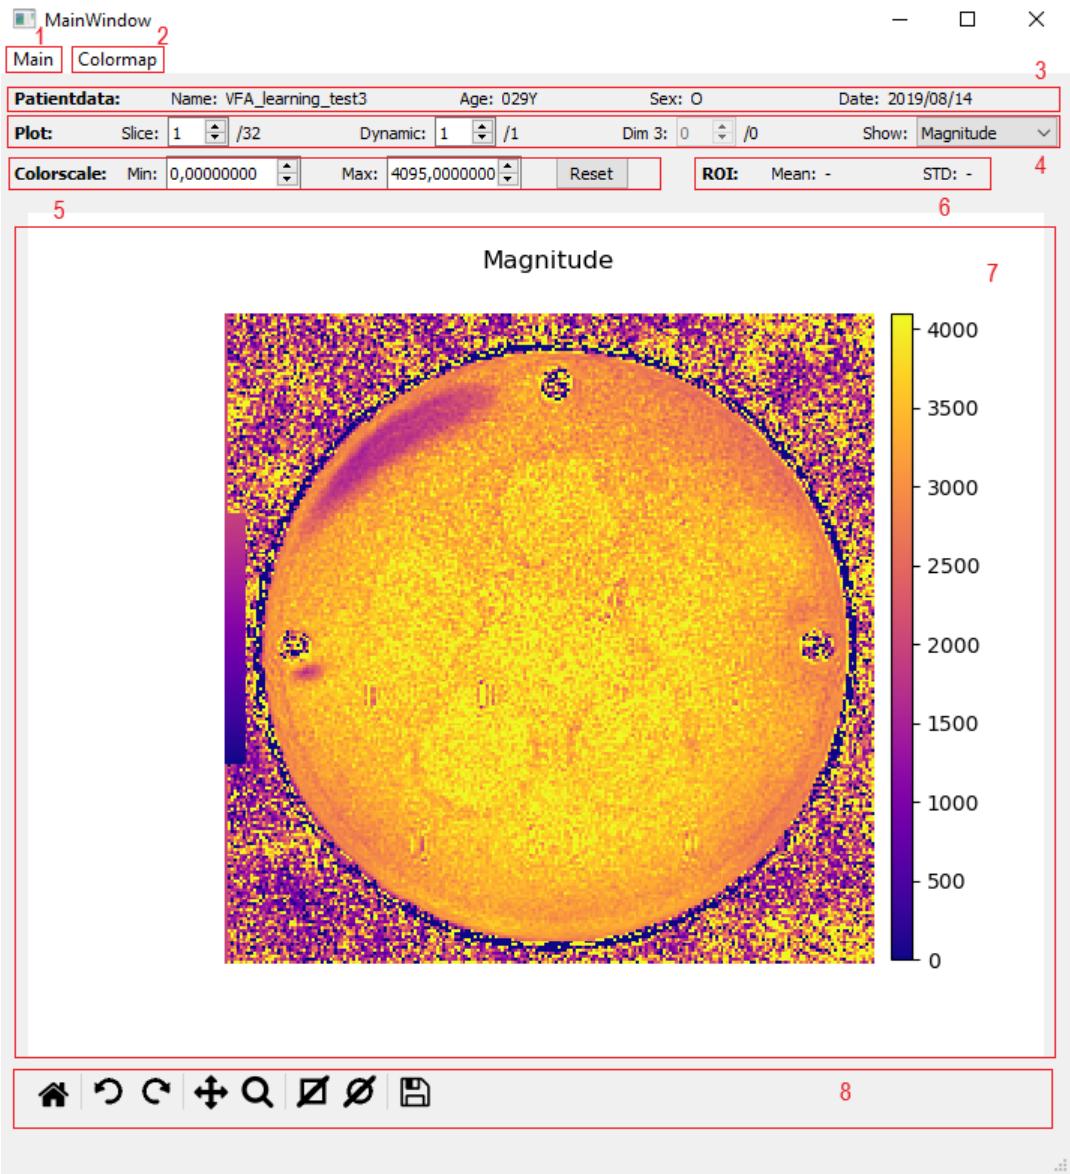 MainWindow
1 2
Main Colormap
3
Patientdata: Name: VFA_learning_test3 Age: 029Y Sex: O Date: 2019/08/14
Plot: Slice: 1 /32 Dynamic: 1 /1 Dim 3: 0 /0 Show: Magnitude
4
Colorscale: Min: 0,00000000 Max: 4095,0000000 Reset ROI: Mean: - STD: -
5 6
Magnitude
7
4000
3500
3000
2500
2000
1500
1000
500
0
8